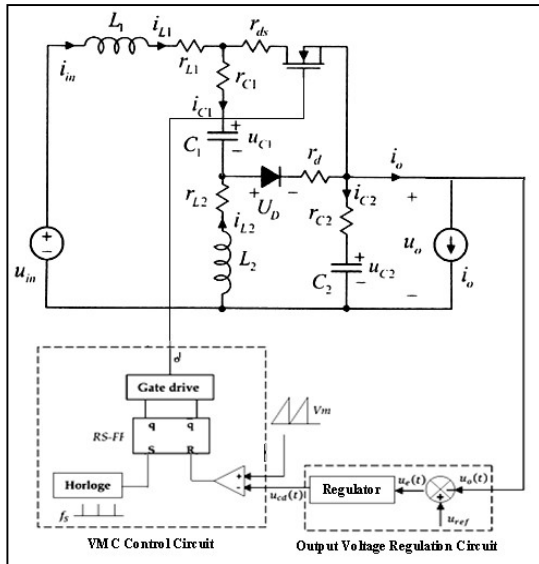 L1 iL1 rds
iin rL1 rC1
iC1
+
C1 uC1
−
rd io
rL2 + UD − iC2 +
iL2 rC2
uin + − L2 + uo
C2 uC2 io
− −
d
Gate drive
q q̄
RS-FF
S R
Vm
Horloge
fs
+
-
ucd(t)
Regulator
ue(t)
uo(t)
-
+
uref
VMC Control Circuit
Output Voltage Regulation Circuit